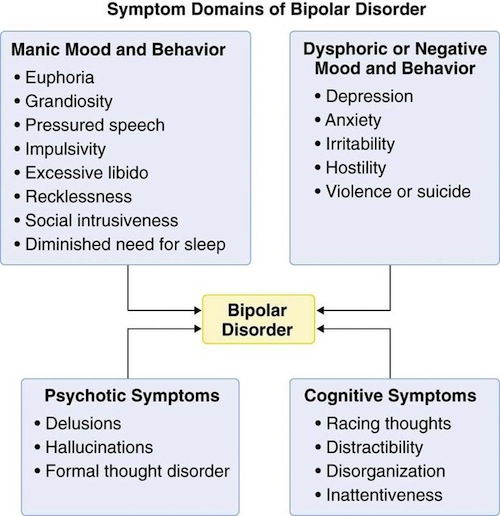 Symptom Domains of Bipolar Disorder
Manic Mood and Behavior
• Euphoria
• Grandiosity
• Pressured speech
• Impulsivity
• Excessive libido
• Recklessness
• Social intrusiveness
• Diminished need for sleep
Dysphoric or Negative
Mood and Behavior
• Depression
• Anxiety
• Irritability
• Hostility
• Violence or suicide
Bipolar
Disorder
Psychotic Symptoms
• Delusions
• Hallucinations
• Formal thought disorder
Cognitive Symptoms
• Racing thoughts
• Distractibility
• Disorganization
• Inattentiveness